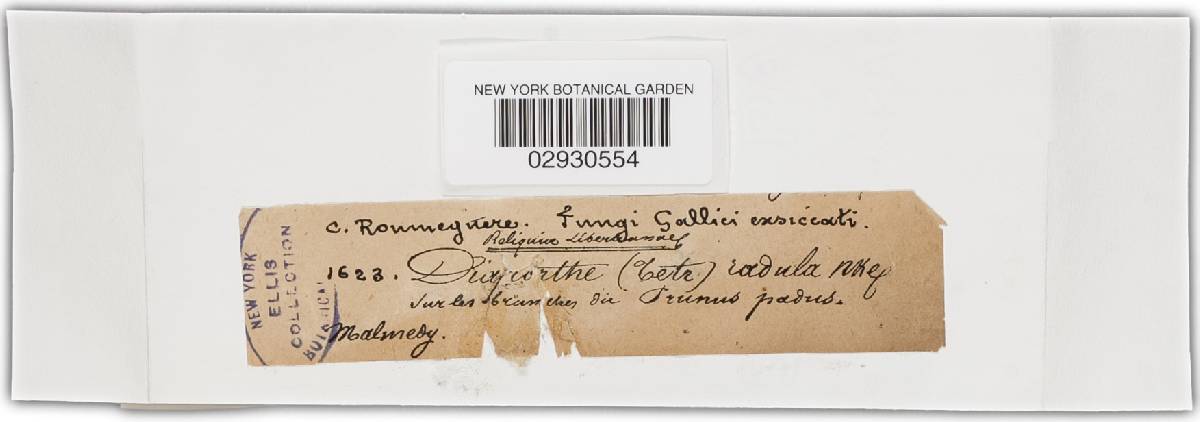 NEW YORK BOTANICAL GARDEN
02930554
C. Roumeguère. Fungi Gallici exsiccati.
Reliquiæ Libertianae
1623. Diaporthe (Tetr) radula Nke
Sur les branches du Prunus padus.
Malmedy.
NEW YORK
ELLIS
COLLECTION
BOTANICAL